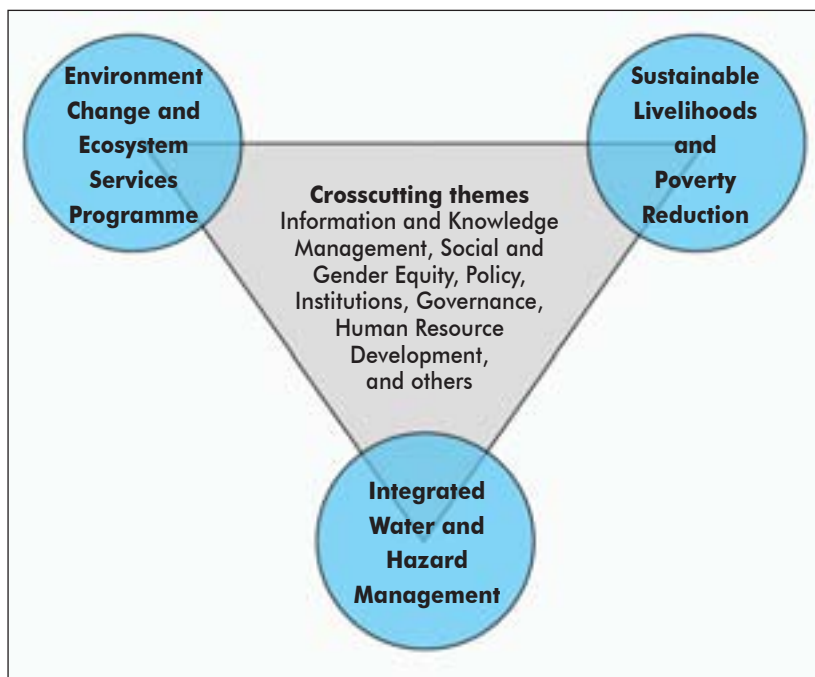 Environment
Change and
Ecosystem
Services
Programme
Sustainable
Livelihoods
and
Poverty
Reduction
Crosscutting themes
Information and Knowledge
Management, Social and
Gender Equity, Policy,
Institutions, Governance,
Human Resource
Development,
and others
Integrated
Water and
Hazard
Management